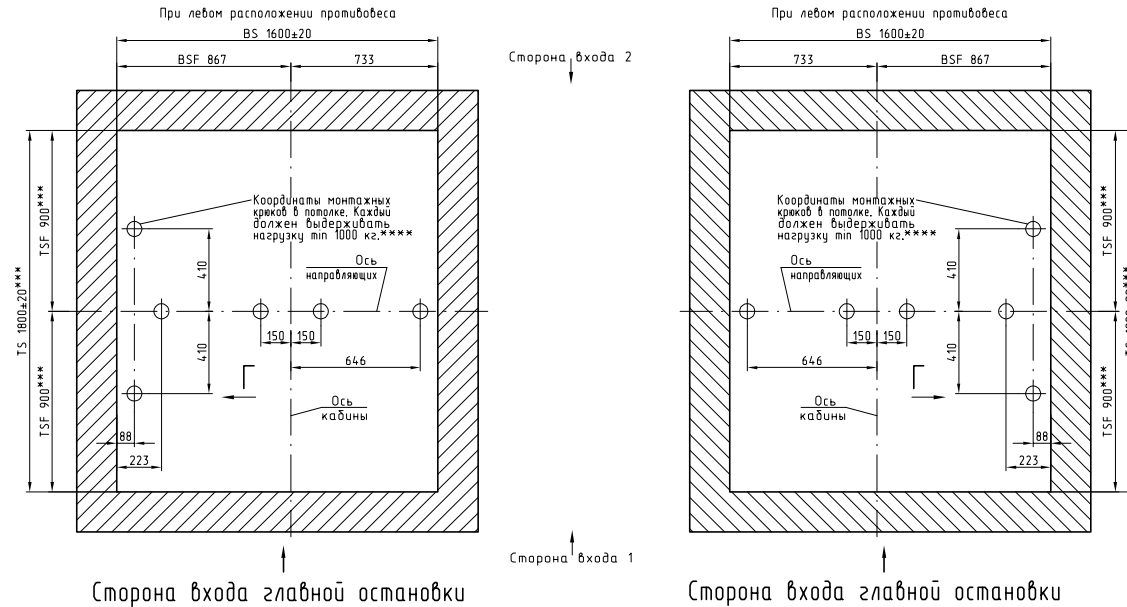 При левом расположении противовеса
BS 1600±20
BSF 867
733
TS 1800±20***
TSF 900***
TSF 900***
Координаты монтажных
крюков в потолке. Каждый
должен выдерживать
нагрузку min 1000 кг.****
410
410
Ось
направляющих
150
150
646
Г
Ось
кабины
88
223
Сторона входа главной остановки
Сторона входа 2
Сторона входа 1
При левом расположении противовеса
BS 1600±20
733
BSF 867
Координаты монтажных
крюков в потолке. Каждый
должен выдерживать
нагрузку min 1000 кг.****
TSF 900***
TSF 900***
410
410
Ось
направляющих
150
150
646
Г
Ось
кабины
88
223
Сторона входа главной остановки